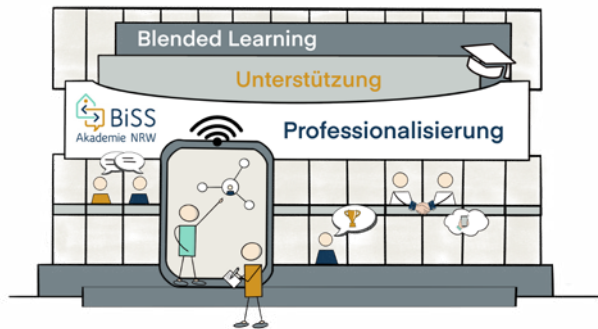 Blended Learning
Unterstützung
BiSS
Akademie NRW
Professionalisierung